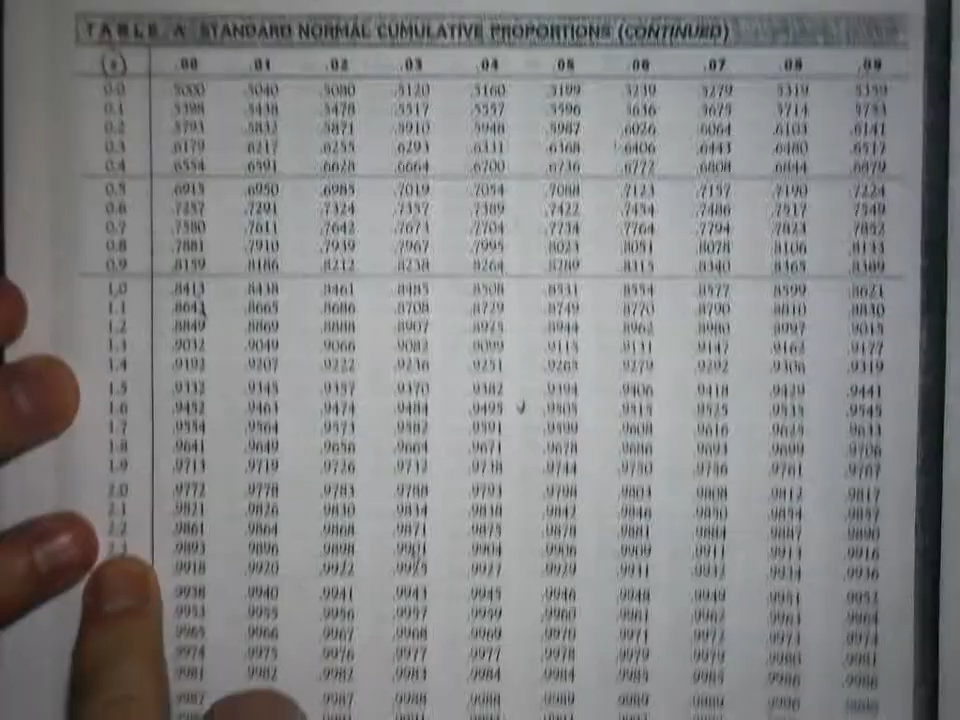 TABLE A STANDARD NORMAL CUMULATIVE PROPORTIONS (CONTINUED)
(z) .00 .01 .02 .03 .04 .05 .06 .07 .08 .09
0.0 .5000 .5040 .5080 .5120 .5160 .5199 .5239 .5279 .5319 .5359
0.1 .5398 .5438 .5478 .5517 .5557 .5596 .5636 .5675 .5714 .5753
0.2 .5793 .5832 .5871 .5910 .5948 .5987 .6026 .6064 .6103 .6141
0.3 .6179 .6217 .6255 .6293 .6331 .6368 .6406 .6443 .6480 .6517
0.4 .6554 .6591 .6628 .6664 .6700 .6736 .6772 .6808 .6844 .6879
0.5 .6915 .6950 .6985 .7019 .7054 .7088 .7123 .7157 .7190 .7224
0.6 .7257 .7291 .7324 .7357 .7389 .7422 .7454 .7486 .7517 .7549
0.7 .7580 .7611 .7642 .7673 .7704 .7734 .7764 .7794 .7823 .7852
0.8 .7881 .7910 .7939 .7967 .7995 .8023 .8051 .8078 .8106 .8133
0.9 .8159 .8186 .8212 .8238 .8264 .8289 .8315 .8340 .8365 .8389
1.0 .8413 .8438 .8461 .8485 .8508 .8531 .8554 .8577 .8599 .8621
1.1 .8643 .8665 .8686 .8708 .8729 .8749 .8770 .8790 .8810 .8830
1.2 .8849 .8869 .8888 .8907 .8925 .8944 .8962 .8980 .8997 .9015
1.3 .9032 .9049 .9066 .9082 .9099 .9115 .9131 .9147 .9162 .9177
1.4 .9192 .9207 .9222 .9236 .9251 .9265 .9279 .9292 .9306 .9319
1.5 .9332 .9345 .9357 .9370 .9382 .9394 .9406 .9418 .9429 .9441
1.6 .9452 .9463 .9474 .9484 .9495 .9505 .9515 .9525 .9535 .9545
1.7 .9554 .9564 .9573 .9582 .9591 .9599 .9608 .9616 .9625 .9633
1.8 .9641 .9649 .9656 .9664 .9671 .9678 .9686 .9693 .9699 .9706
1.9 .9713 .9719 .9726 .9732 .9738 .9744 .9750 .9756 .9761 .9767
2.0 .9772 .9778 .9783 .9788 .9793 .9798 .9803 .9808 .9812 .9817
2.1 .9821 .9826 .9830 .9834 .9838 .9842 .9846 .9850 .9854 .9857
2.2 .9861 .9864 .9868 .9871 .9875 .9878 .9881 .9884 .9887 .9890
2.3 .9893 .9896 .9898 .9901 .9904 .9906 .9909 .9911 .9913 .9916
.9918 .9920 .9922 .9925 .9927 .9929 .9931 .9932 .9934 .9936
.9938 .9940 .9941 .9943 .9945 .9946 .9948 .9949 .9951 .9952
.9953 .9955 .9956 .9957 .9959 .9960 .9961 .9962 .9963 .9964
.9965 .9966 .9967 .9968 .9969 .9970 .9971 .9972 .9973 .9974
.9974 .9975 .9976 .9977 .9977 .9978 .9979 .9979 .9980 .9981
.9981 .9982 .9982 .9983 .9984 .9984 .9985 .9985 .9986 .9986
.9987 .9987 .9988 .9988 .9989 .9989 .9989 .9990